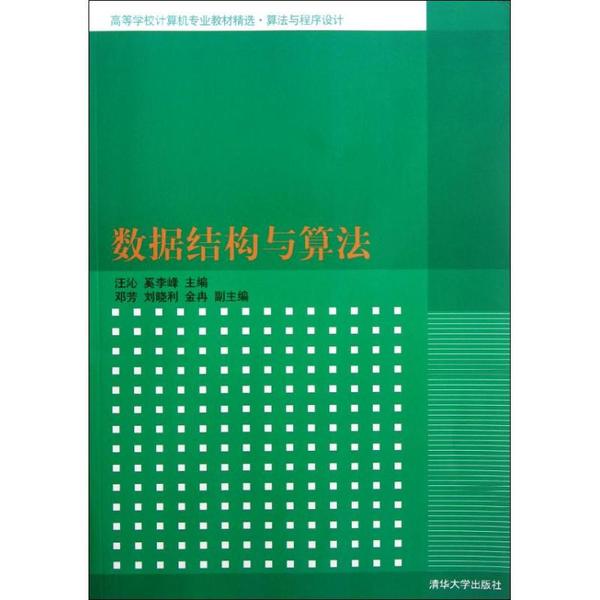 高等学校计算机专业教材精选·算法与程序设计
数据结构与算法
汪沁 奚李峰 主编
邓芳 刘晓利 金冉 副主编
清华大学出版社